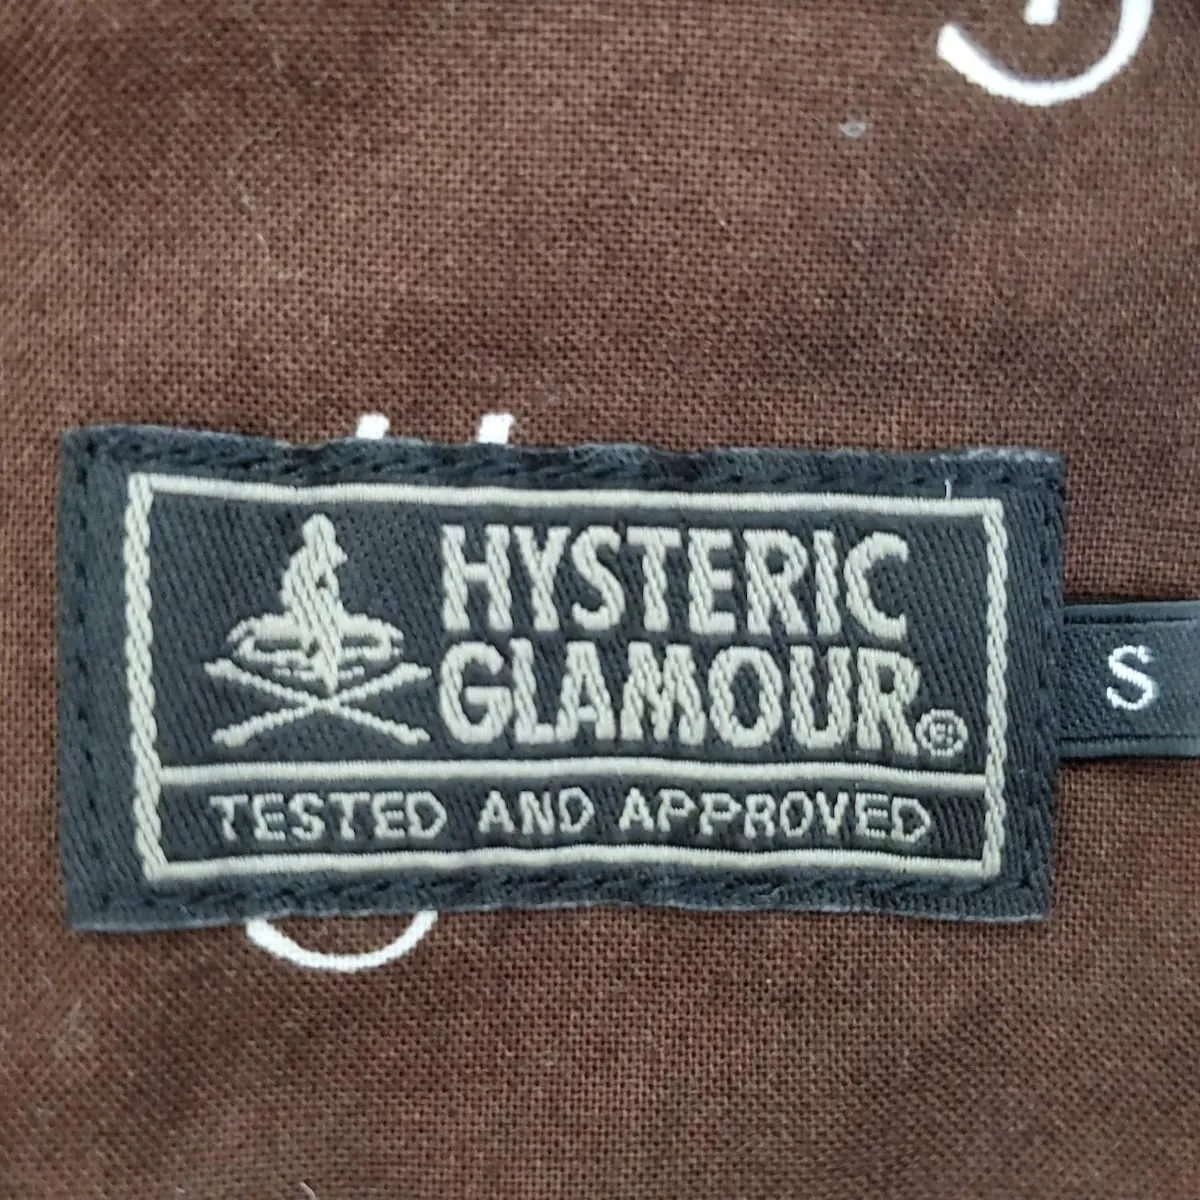 HYSTERIC
GLAMOUR®
TESTED AND APPROVED
S